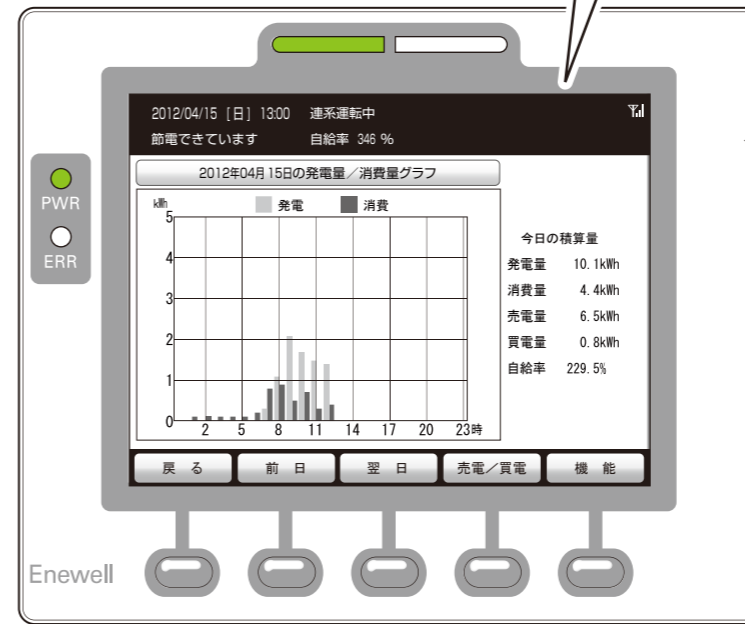 2012/04/15 [日] 13:00 連系運転中
節電できています 自給率 346 %
2012年04月15日の発電量／消費量グラフ
PWR
ERR
kWh
発電 消費
5
4
3
2
1
0
2 5 8 11 14 17 20 23時
今日の積算量
発電量 10.1kWh
消費量 4.4kWh
売電量 6.5kWh
買電量 0.8kWh
自給率 229.5%
戻る 前日 翌日 売電／買電 機能
Enewell